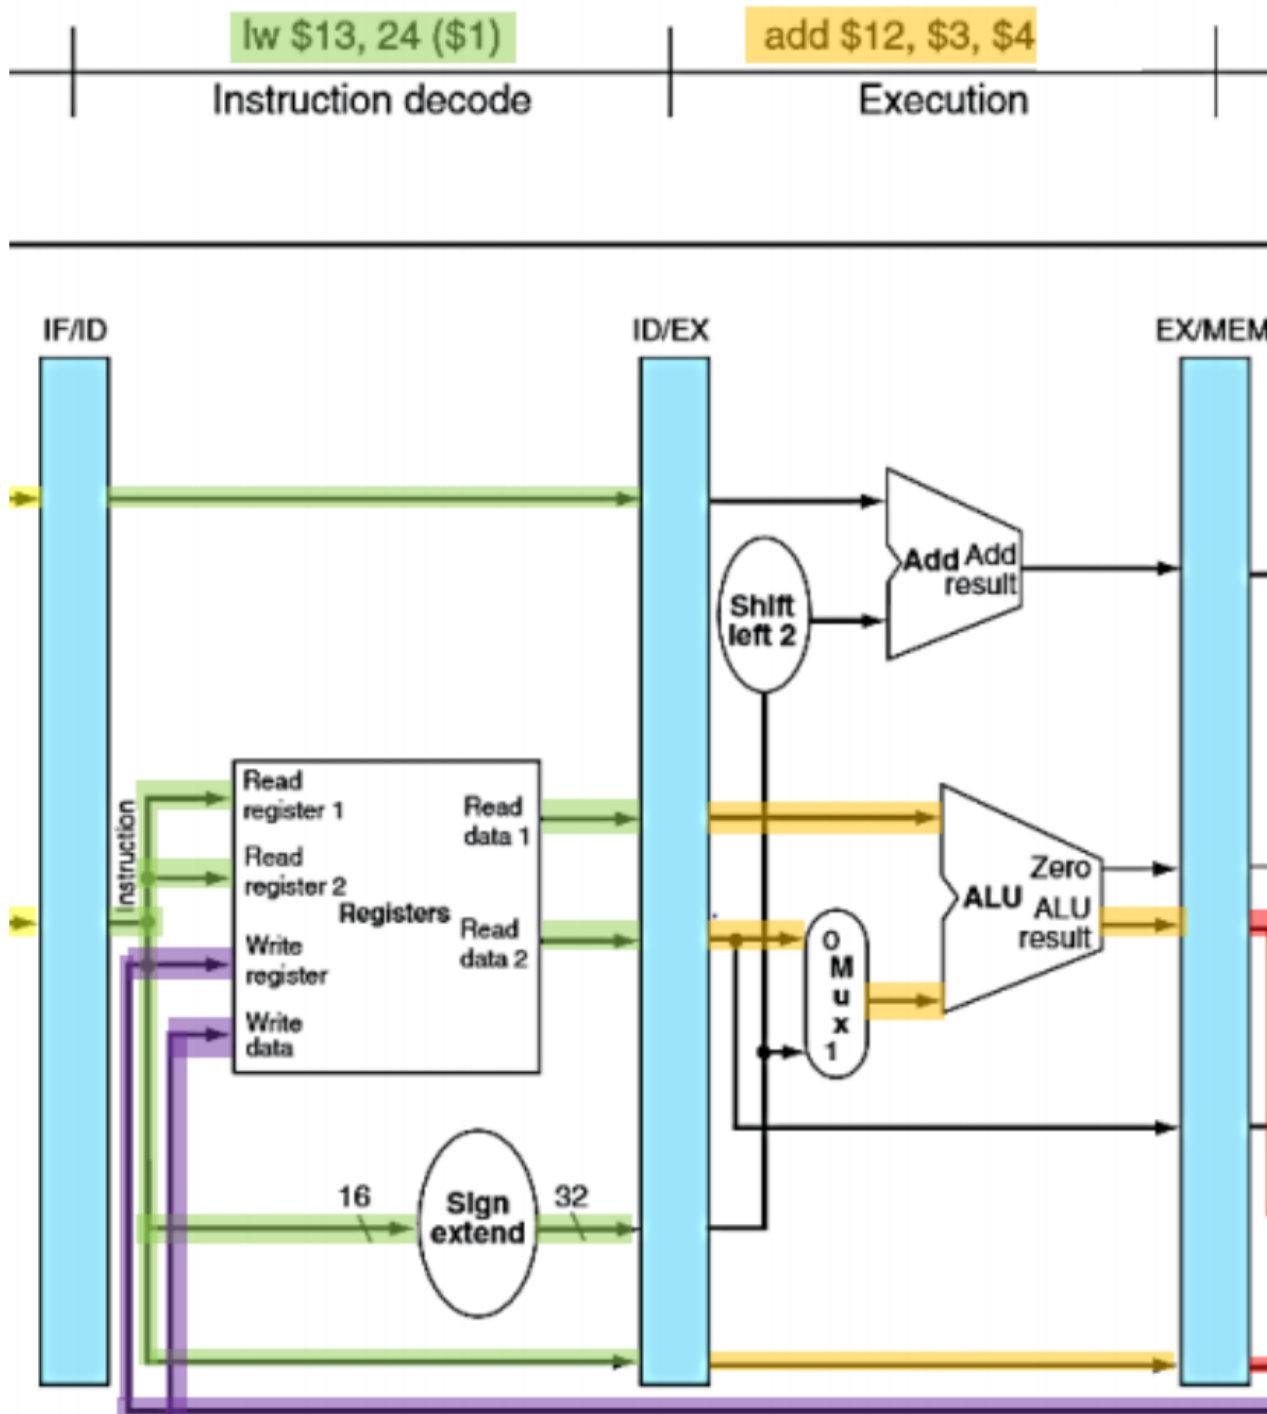 lw $13, 24 ($1)
add $12, $3, $4
Instruction decode
Execution
IF/ID
ID/EX
EX/MEM
Add Add
result
Shift
left 2
Instruction
Read
register 1
Read
data 1
Read
register 2
Registers
Read
data 2
Write
register
Write
data
Zero
ALU
ALU
result
0
M
u
x
1
16
Sign
extend
32